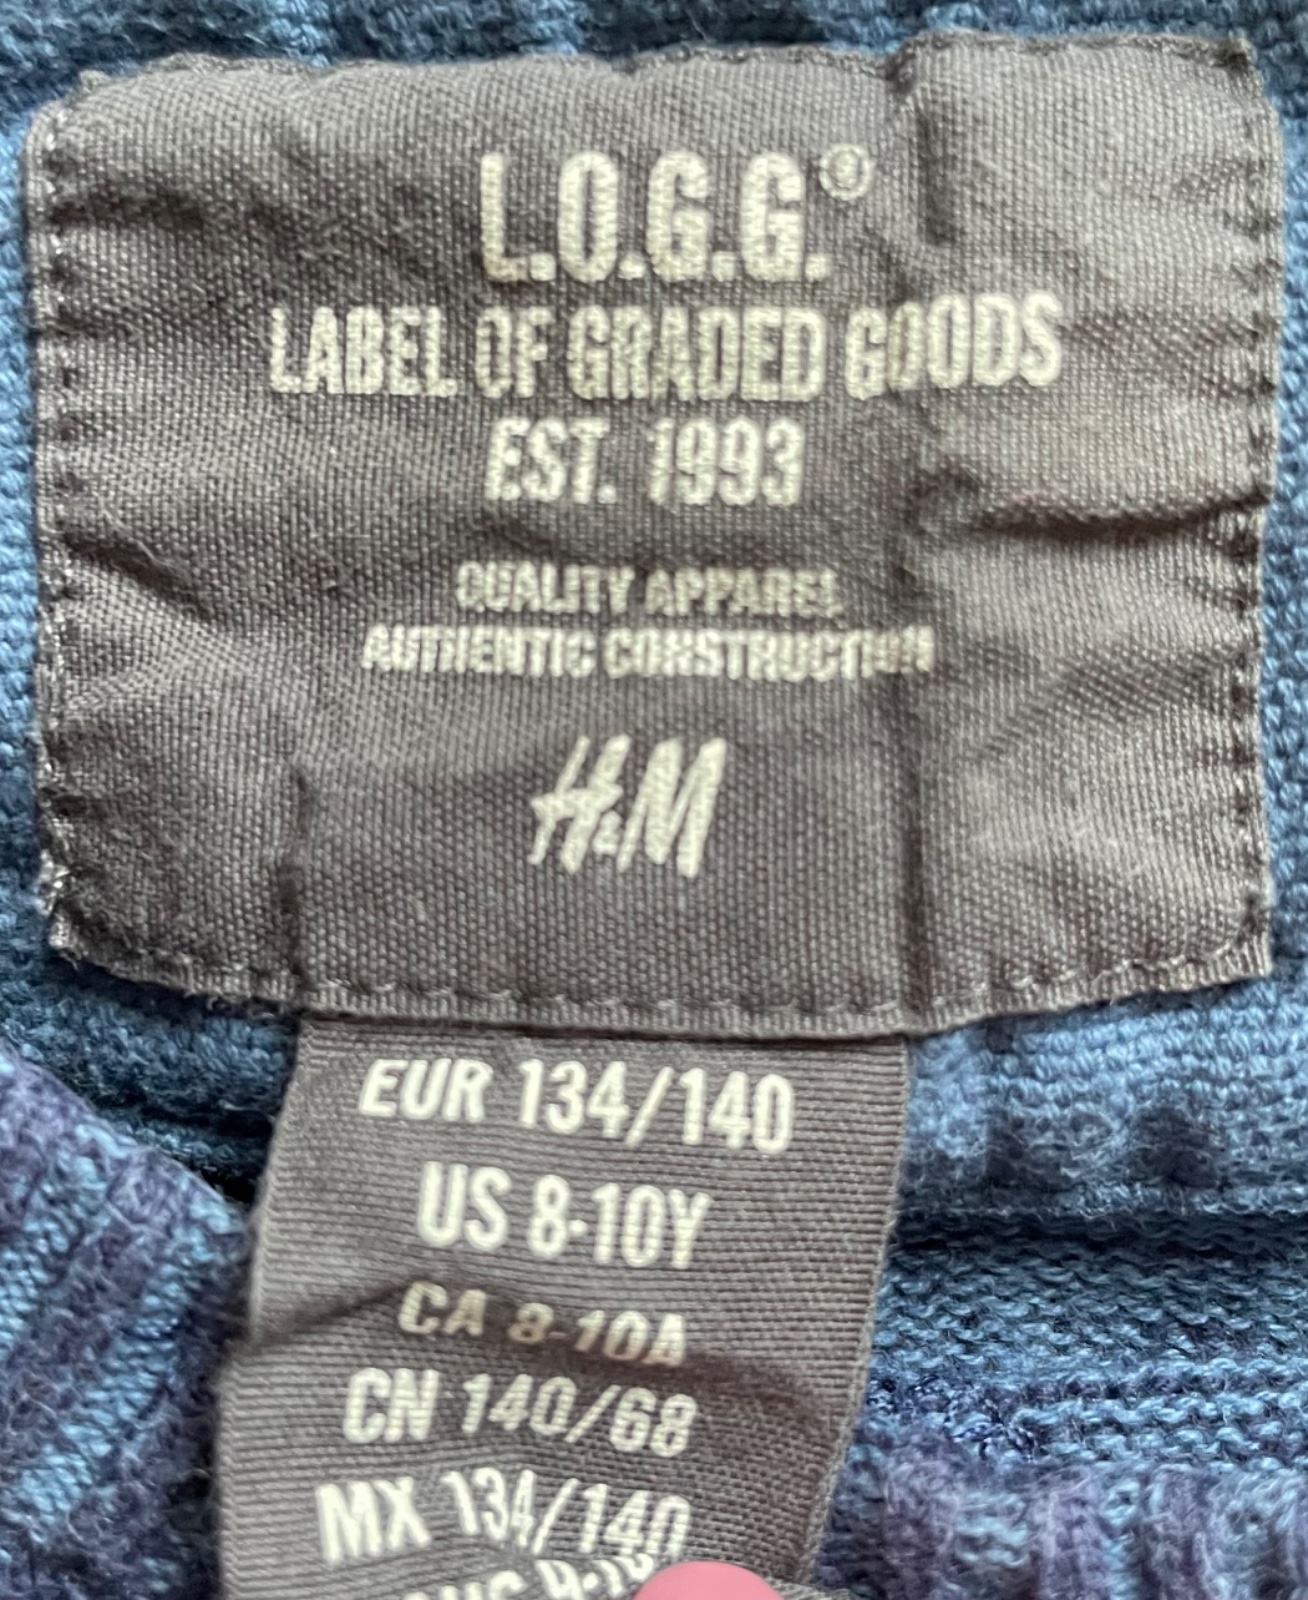 L.O.G.G.®
LABEL OF GRADED GOODS
EST. 1993
QUALITY APPAREL
AUTHENTIC CONSTRUCTION
H&M
EUR 134/140
US 8-10Y
CA 8-10A
CN 140/68
MX 134/140